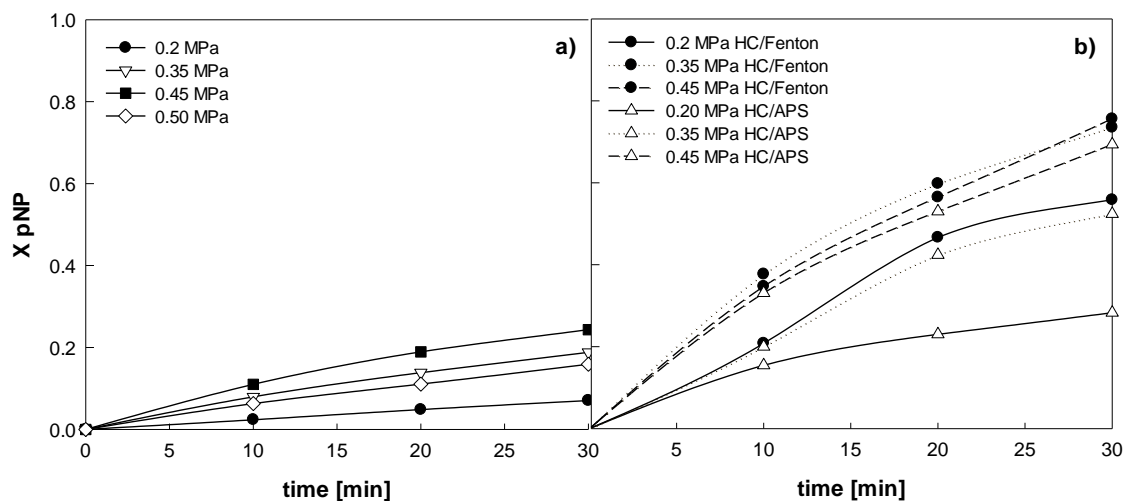 X pNP
1.0
0.8
0.6
0.4
0.2
0.0
a)
0.2 MPa
0.35 MPa
0.45 MPa
0.50 MPa
0 5 10 15 20 25 30
time [min]
b)
0.2 MPa HC/Fenton
0.35 MPa HC/Fenton
0.45 MPa HC/Fenton
0.20 MPa HC/APS
0.35 MPa HC/APS
0.45 MPa HC/APS
5 10 15 20 25 30
time [min]